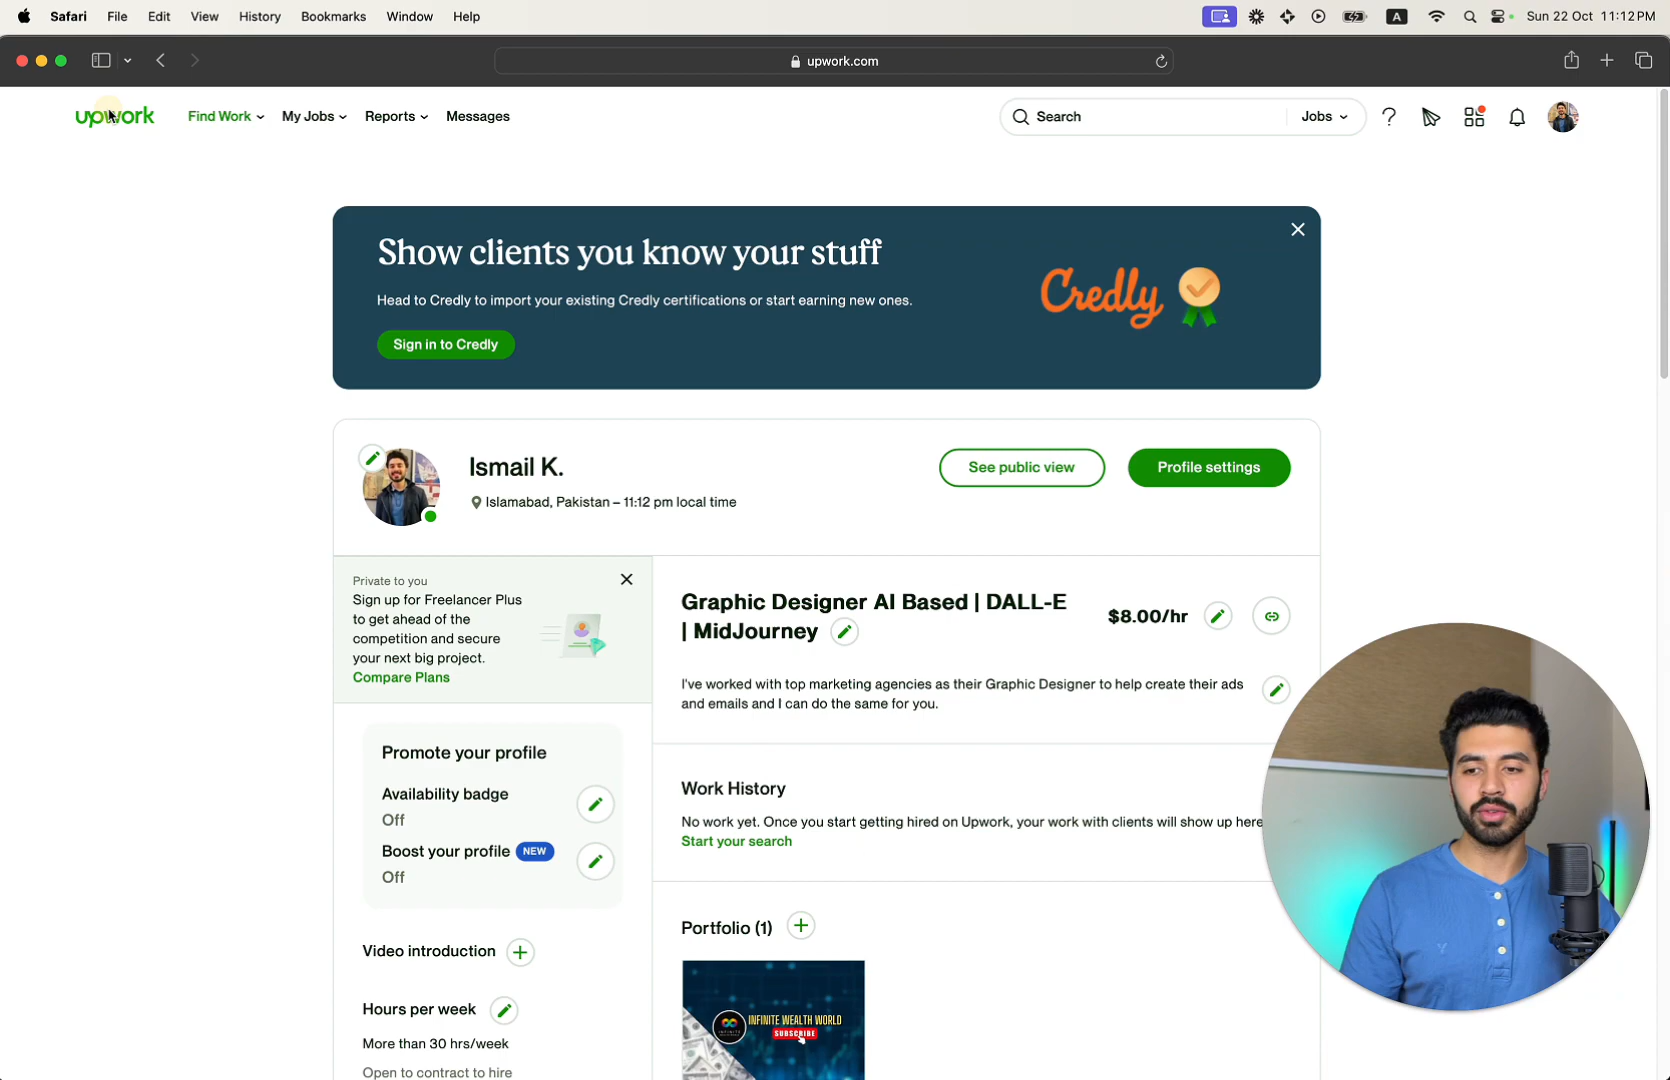 Safari File Edit View History Bookmarks Window Help
A
Sun 22 Oct 11:12PM
upwork.com
upwork
Find Work
My Jobs
Reports
Messages
Search
Jobs
Show clients you know your stuff
Head to Credly to import your existing Credly certifications or start earning new ones.
Sign in to Credly
Credly
Ismail K.
Islamabad, Pakistan – 11:12 pm local time
See public view
Profile settings
Private to you
Sign up for Freelancer Plus
to get ahead of the
competition and secure
your next big project.
Compare Plans
Promote your profile
Availability badge
Off
Boost your profile NEW
Off
Video introduction
Hours per week
More than 30 hrs/week
Open to contract to hire
Graphic Designer AI Based | DALL-E
| MidJourney
$8.00/hr
I've worked with top marketing agencies as their Graphic Designer to help create their ads
and emails and I can do the same for you.
Work History
No work yet. Once you start getting hired on Upwork, your work with clients will show up here
Start your search
Portfolio (1)
INFINITE WEALTH WORLD
SUBSCRIBE